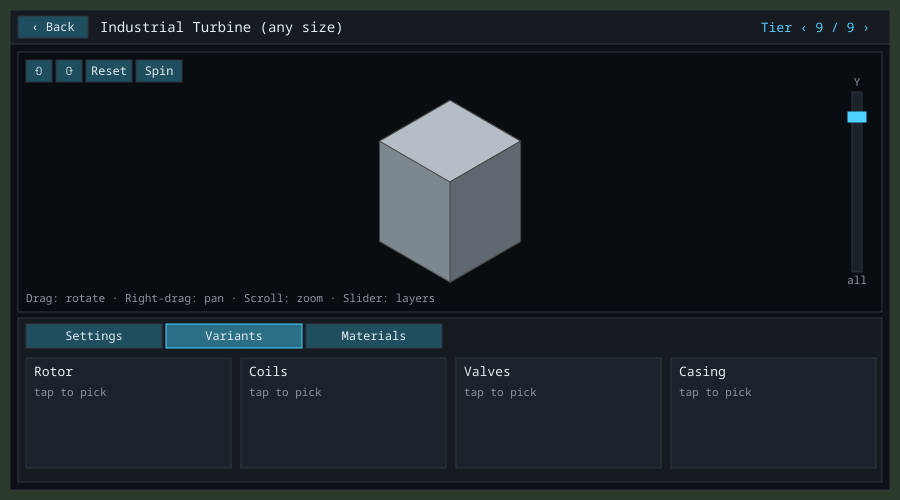 ‹ Back
Industrial Turbine (any size)
Tier ‹ 9 / 9 ›
Reset
Spin
Y
all
Drag: rotate · Right-drag: pan · Scroll: zoom · Slider: layers
Settings
Variants
Materials
Rotor
tap to pick
Coils
tap to pick
Valves
tap to pick
Casing
tap to pick